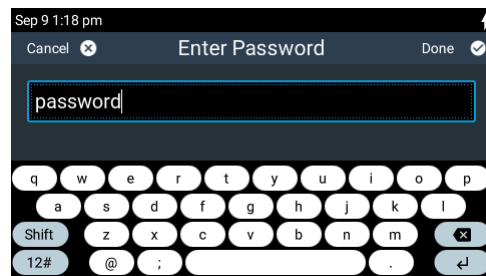 Sep 9 1:18 pm
Cancel Enter Password Done
password
q w e r t y u i o p
a s d f g h j k l
Shift z x c v b n m
12# @ ; .